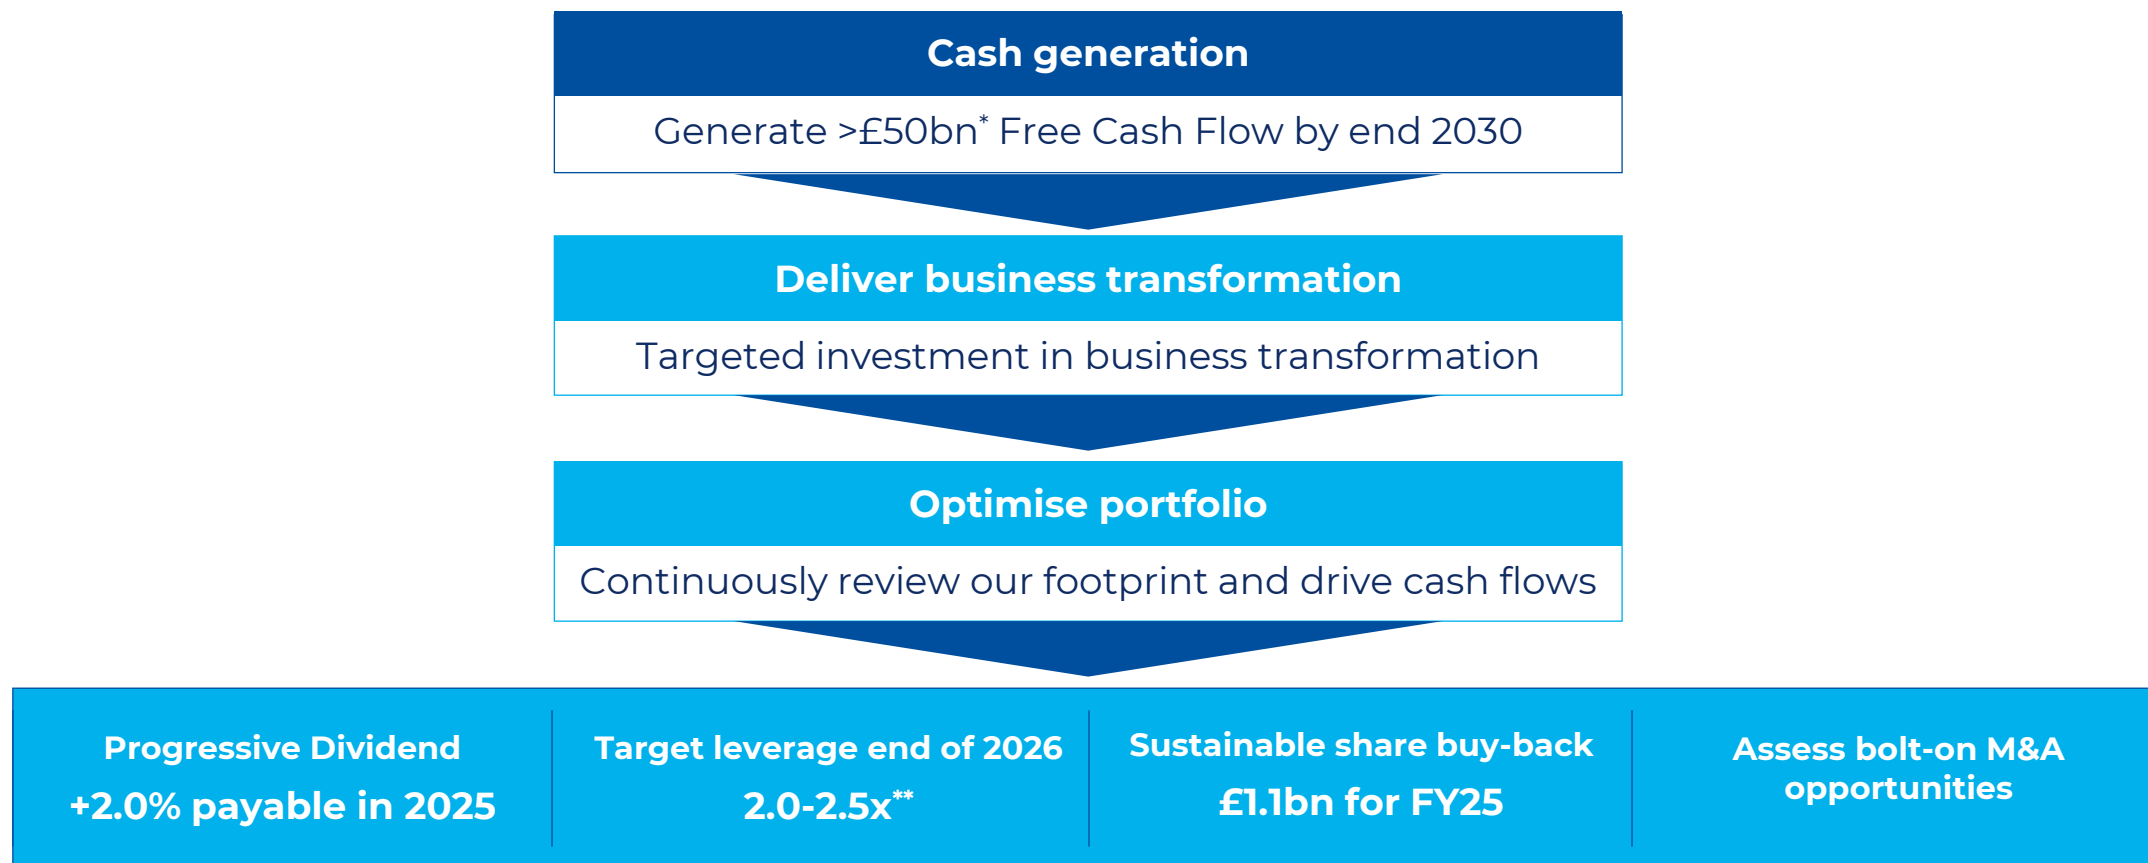 Cash generation
Generate >£50bn* Free Cash Flow by end 2030
Deliver business transformation
Targeted investment in business transformation
Optimise portfolio
Continuously review our footprint and drive cash flows
Progressive Dividend
+2.0% payable in 2025
Target leverage end of 2026
2.0-2.5x**
Sustainable share buy-back
£1.1bn for FY25
Assess bolt-on M&A
opportunities